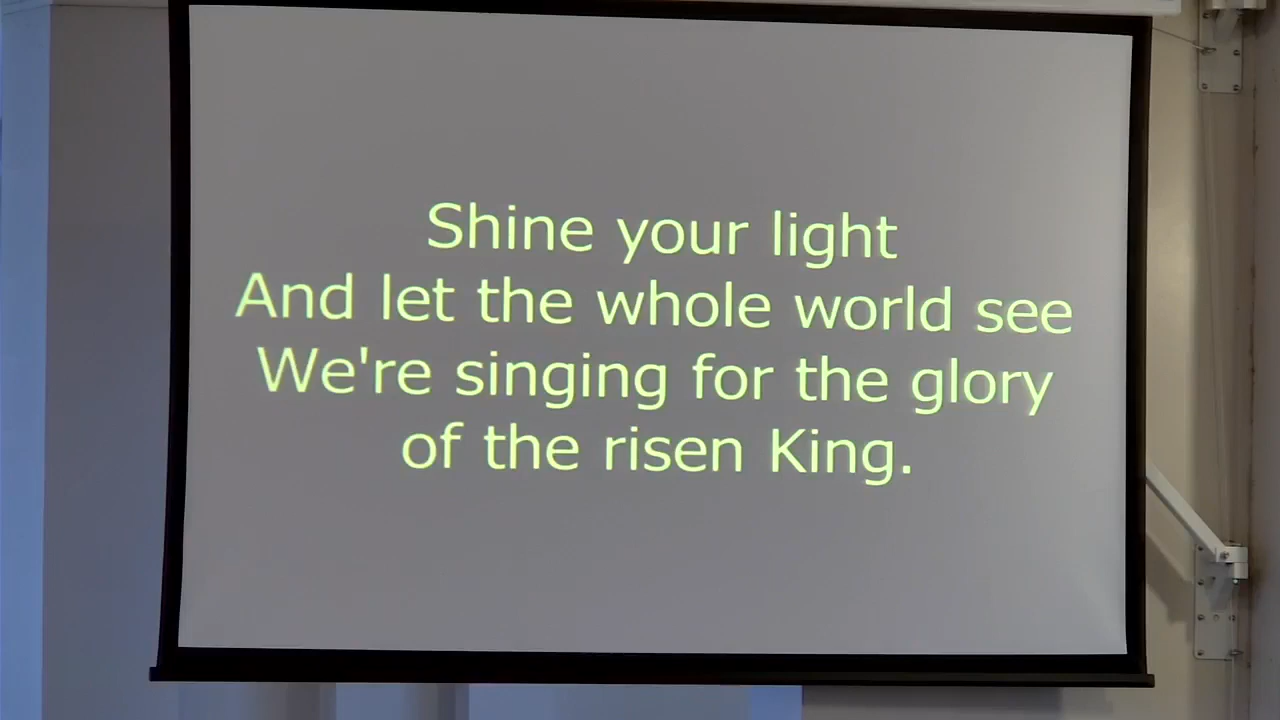 Shine your light
And let the whole world see
We're singing for the glory
of the risen King.